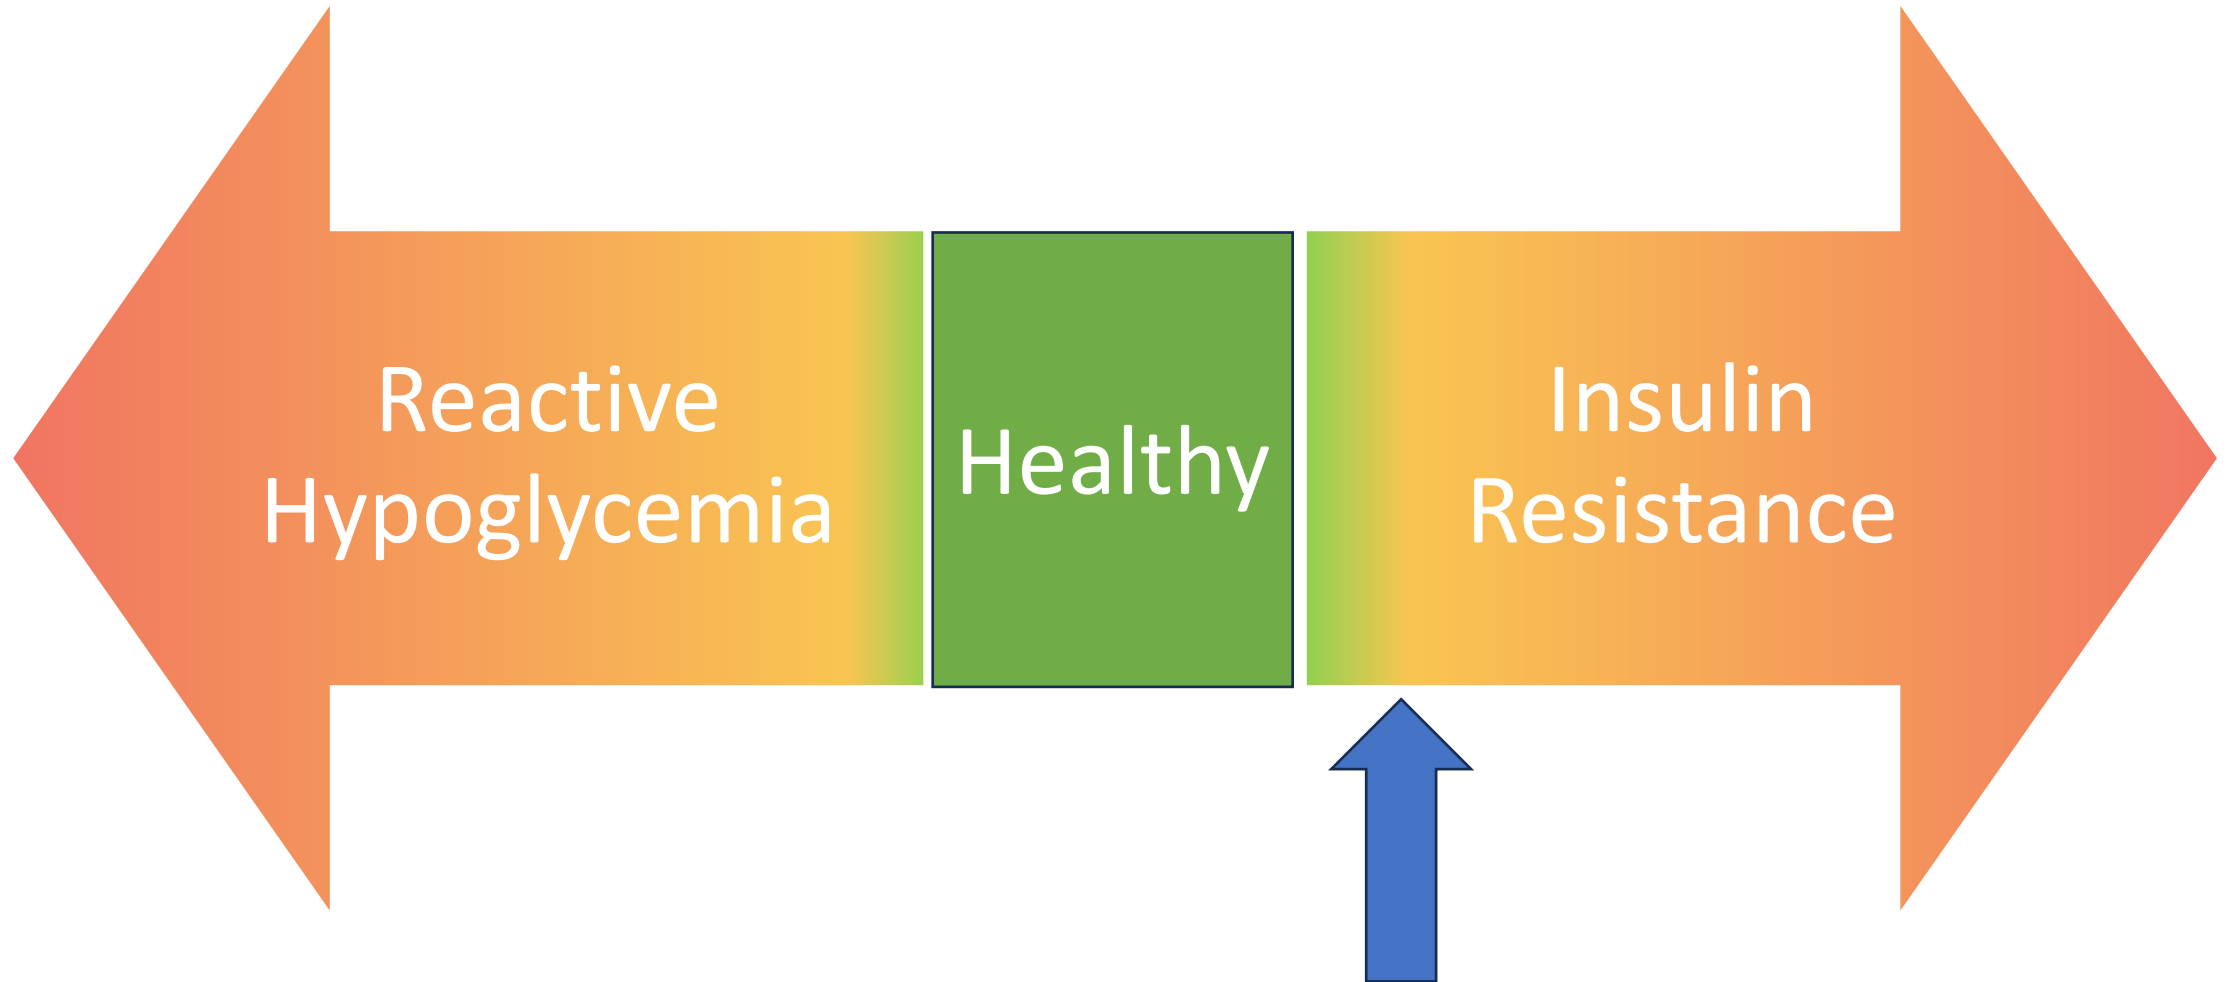 Reactive
Hypoglycemia
Healthy
Insulin
Resistance